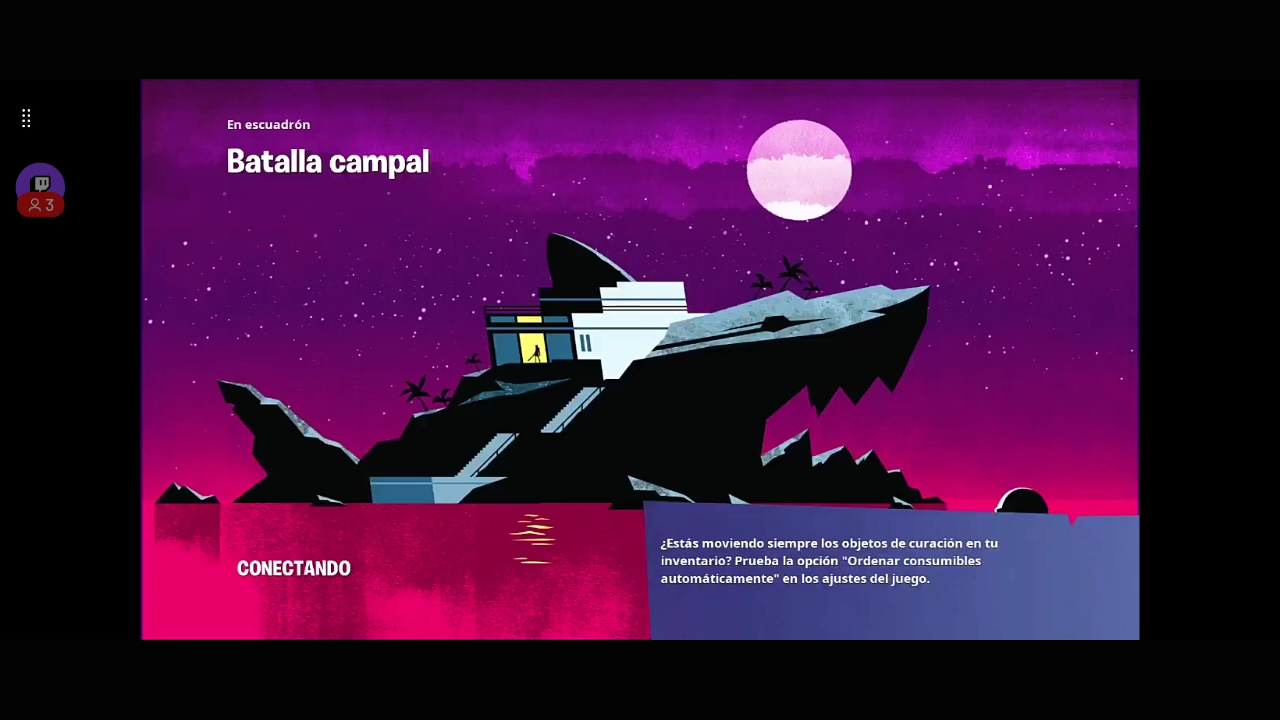 En escuadrón
Batalla campal
3
CONECTANDO
¿Estás moviendo siempre los objetos de curación en tu
inventario? Prueba la opción "Ordenar consumibles
automáticamente" en los ajustes del juego.